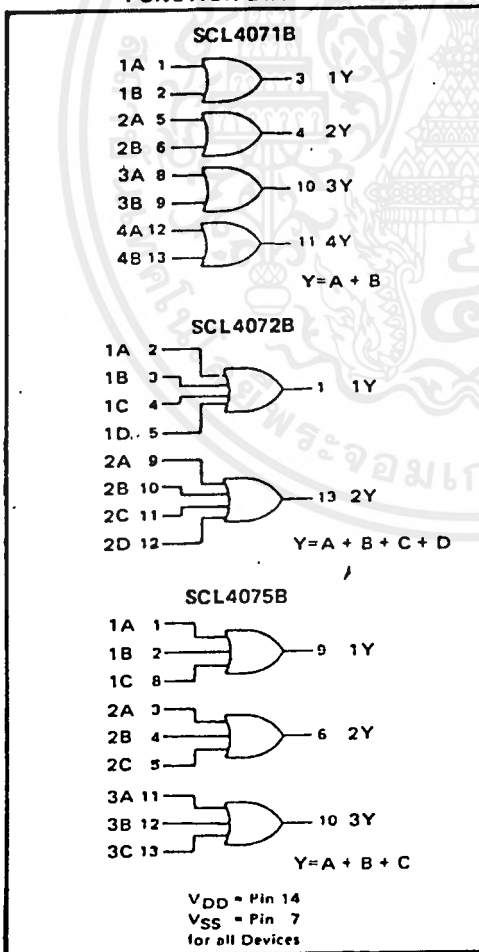 SCL4071B
1A 1
3 1Y
1B 2
2A 5
4 2Y
2B 6
3A 8
10 3Y
3B 9
4A 12
11 4Y
4B 13
Y=A + B
SCL4072B
1A 2
1B 3
1 1Y
1C 4
1D 5
2A 9
2B 10
13 2Y
2C 11
2D 12
Y=A + B + C + D
SCL4075B
1A 1
1B 2
9 1Y
1C 8
2A 3
2B 4
6 2Y
2C 5
3A 11
3B 12
10 3Y
3C 13
Y=A + B + C
VDD = Pin 14
VSS = Pin 7
for all Devices